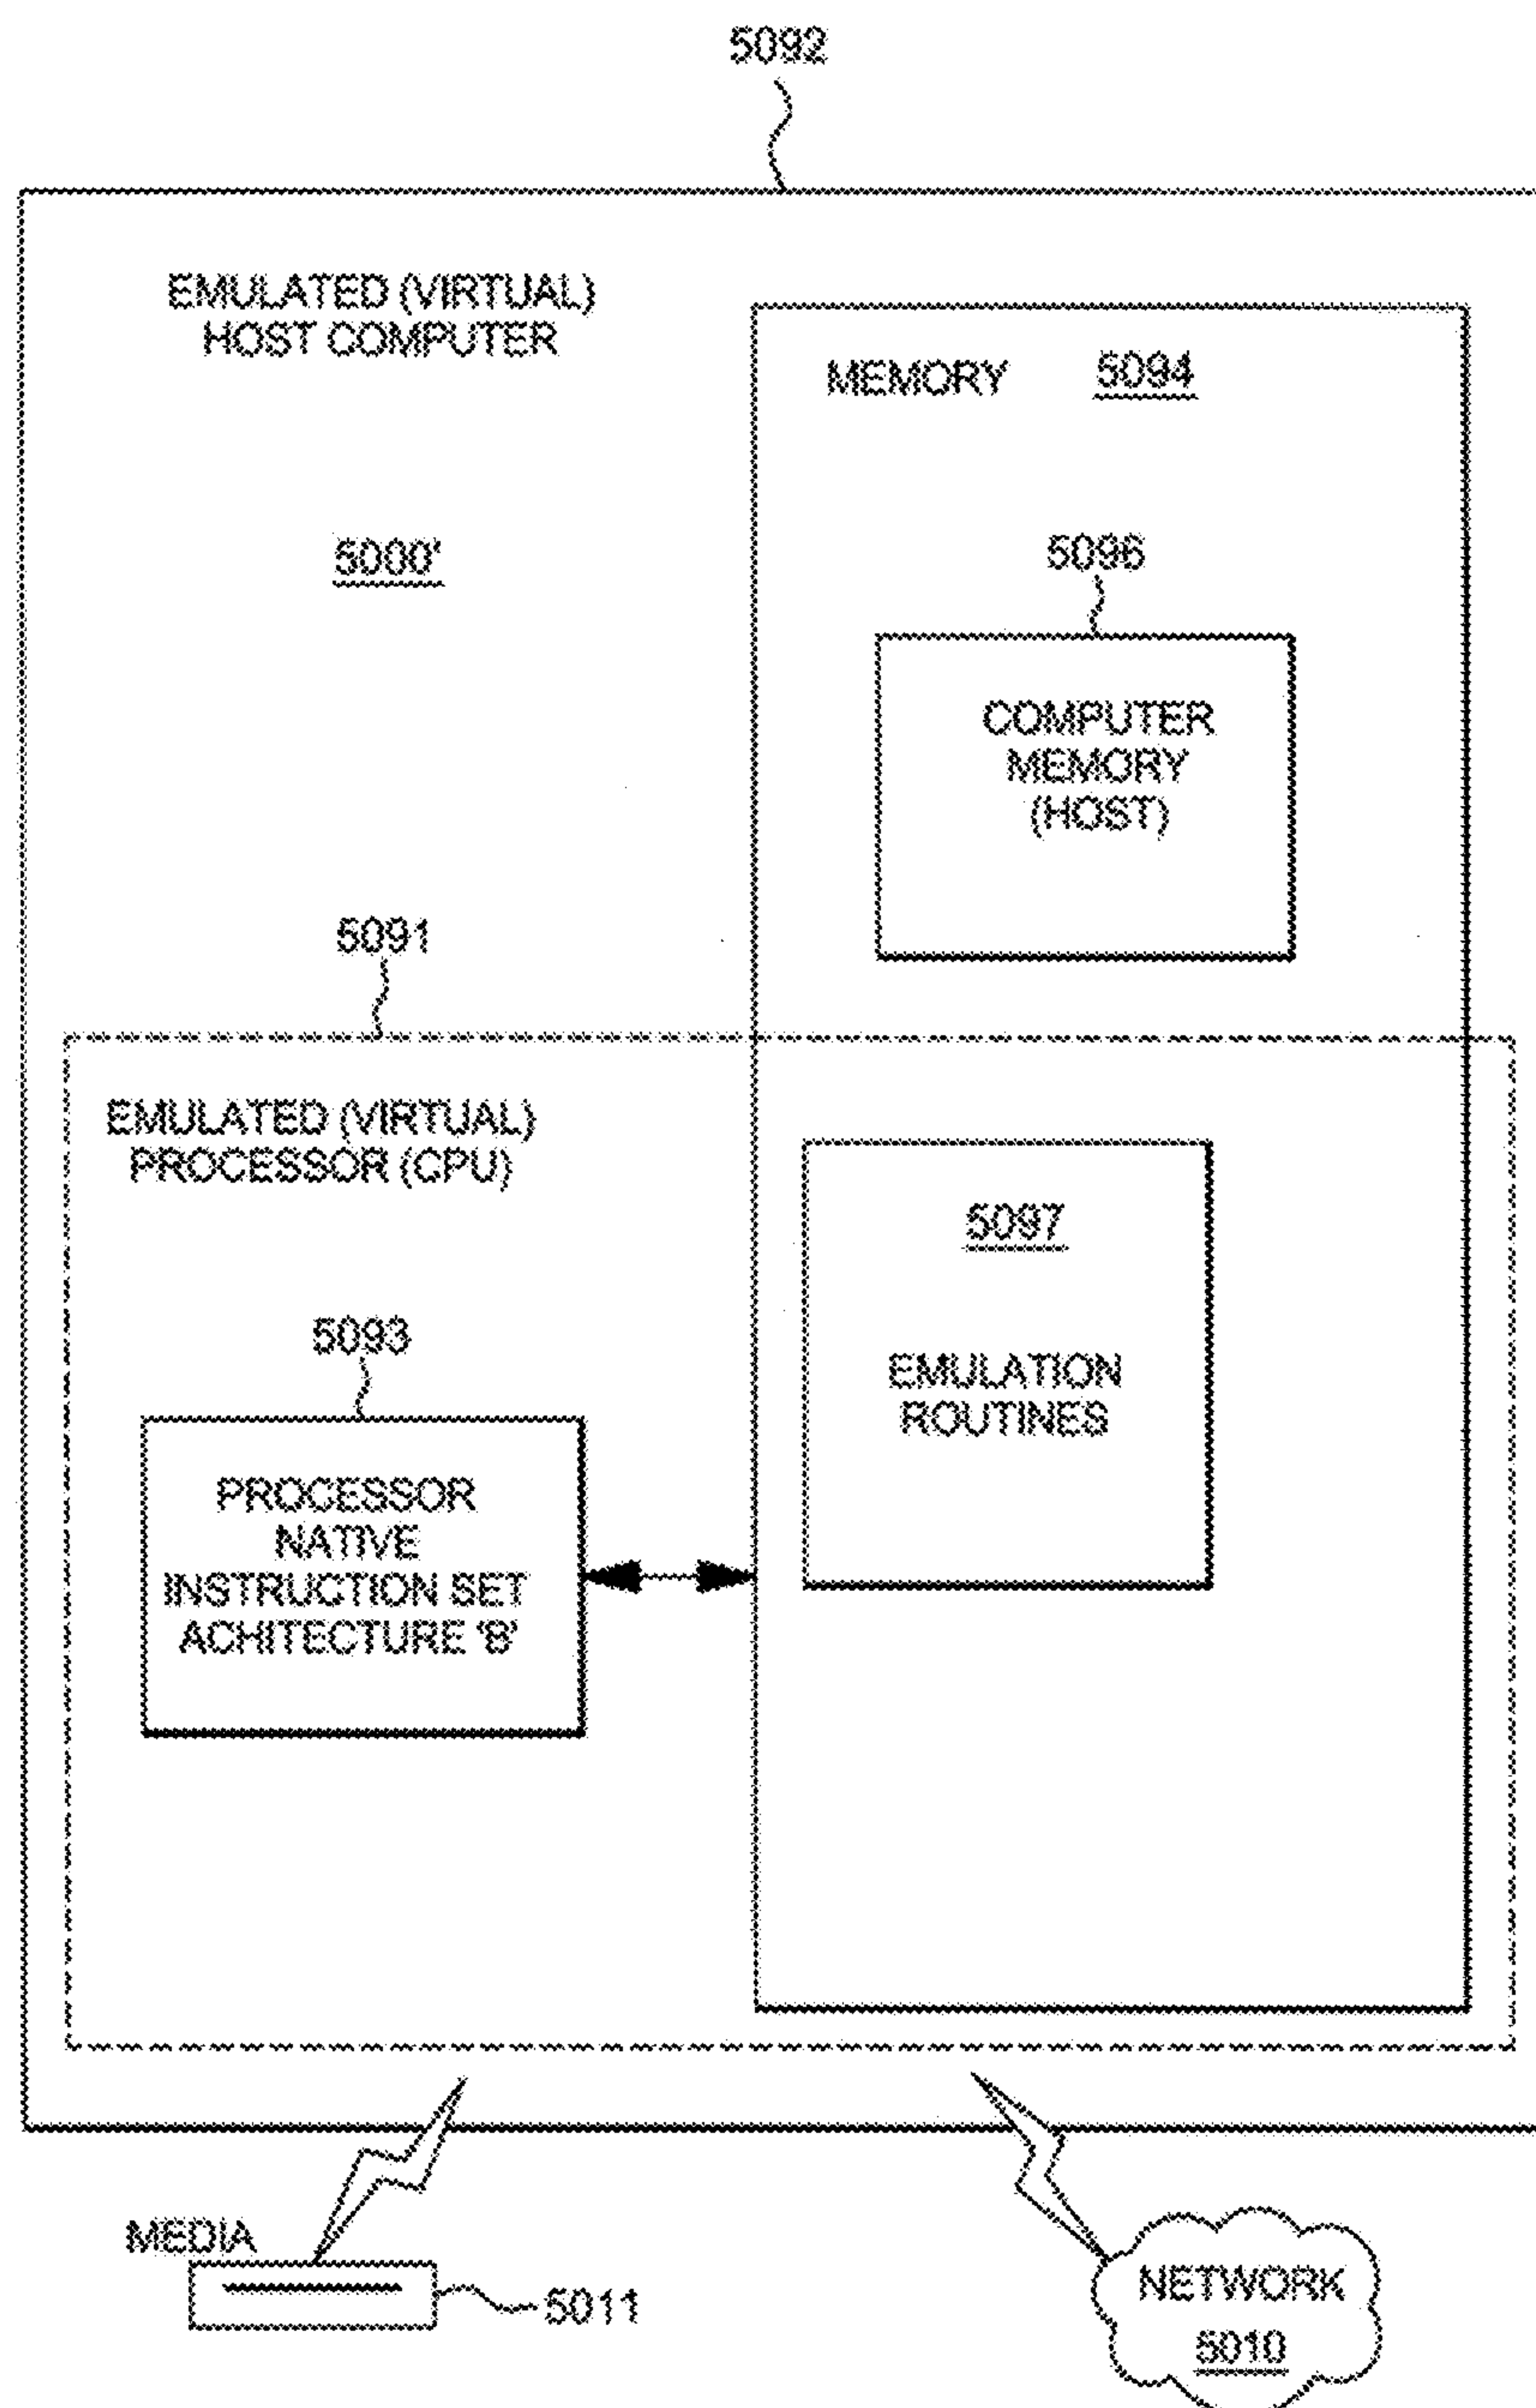 5092
EMULATED (VIRTUAL)
HOST COMPUTER
MEMORY 5094
5000'
5096
COMPUTER
MEMORY
(HOST)
5091
EMULATED (VIRTUAL)
PROCESSOR (CPU)
5097
EMULATION
ROUTINES
5093
PROCESSOR
NATIVE
INSTRUCTION SET
ACHITECTURE 'B'
MEDIA
5011
NETWORK
5010